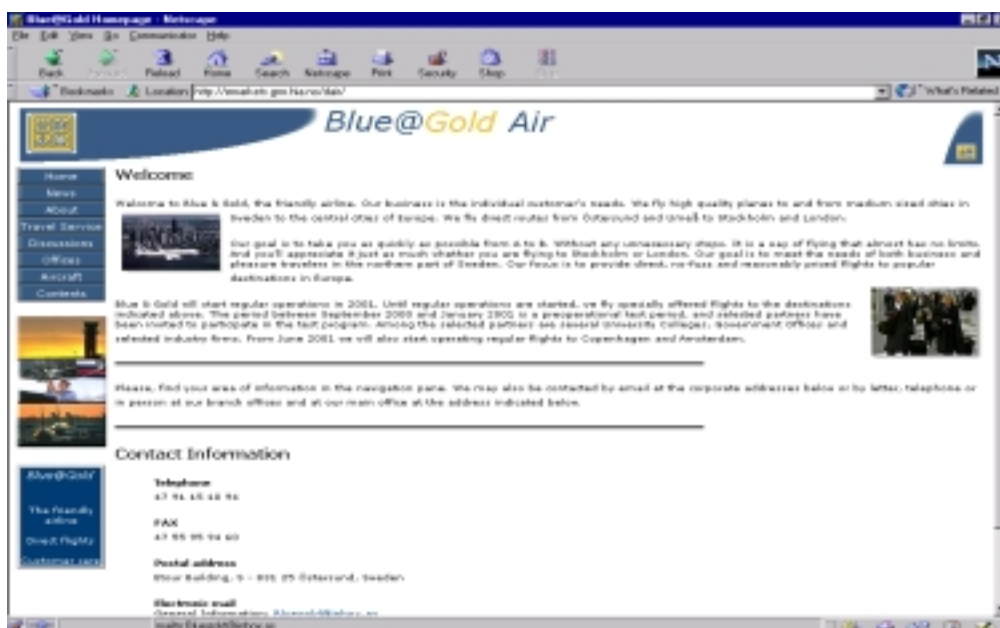 Blue@Gold Homepage - Netscape
File Edit View Go Communicator Help
Back Forward Reload Home Search Netscape Print Security Shop Stop
Bookmarks Location What's Related
Blue@Gold Air
Home
News
About
Travel Service
Discussions
Offices
Aircraft
Contents
Welcome
Welcome to Blue & Gold, the friendly airline. Our business is the individual customer's needs. We fly high quality planes to and from medium sized cities in
Sweden to the central cities of Europe. We fly direct routes from Östersund and Umeå to Stockholm and London.
Our goal is to take you as quickly as possible from A to B. Without any unnecessary stops. It is a way of flying that almost has no limits.
And you'll appreciate it just as much whether you are flying to Stockholm or London. Our goal is to meet the needs of both business and
pleasure travelers in the northern part of Sweden. Our focus is to provide direct, no-fuss and reasonably priced flights to popular
destinations in Europe.
Blue & Gold will start regular operations in 2001. Until regular operations are started, we fly specially offered flights to the destinations
indicated above. The period between September 2000 and January 2001 is a preoperational test period, and selected partners have
been invited to participate in the test program. Among the selected partners are several University Colleges, Government Offices and
selected industry firms. From June 2001 we will also start operating regular flights to Copenhagen and Amsterdam.
Please, find your area of information in the navigation pane. We may also be contacted by email at the corporate addresses below or by letter, telephone or
in person at our branch offices and at our main office at the address indicated below.
Contact Information
Telephone
FAX
Postal address
Building, S - 831 25 Östersund, Sweden
Electronic mail
General Information:
Blue@Gold
The friendly
airline
Direct flights
Customer care